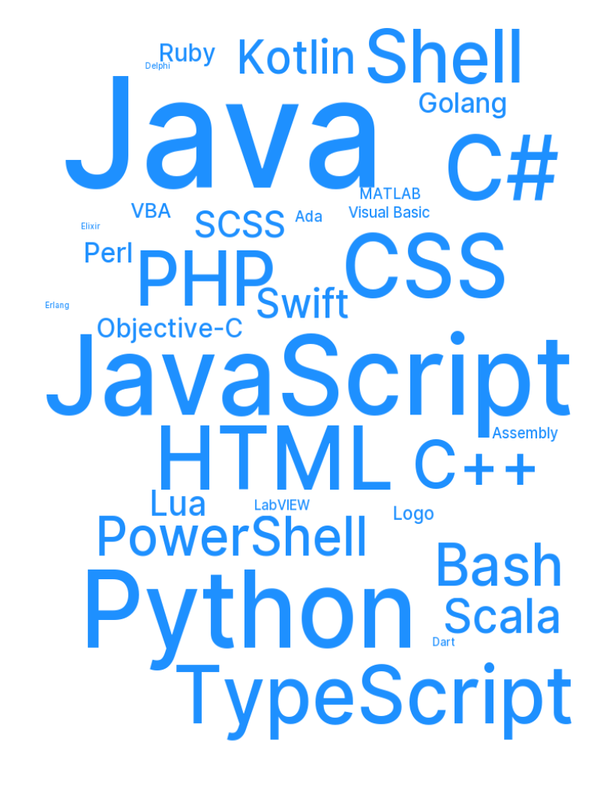 Ruby
Kotlin
Shell
Delphi
Java
Golang
C#
MATLAB
VBA
SCSS
Ada
Visual Basic
Elixir
Perl
PHP
CSS
Swift
Erlang
Objective-C
JavaScript
HTML
Assembly
C++
Lua
LabVIEW
Logo
PowerShell
Bash
Python
Scala
Dart
TypeScript